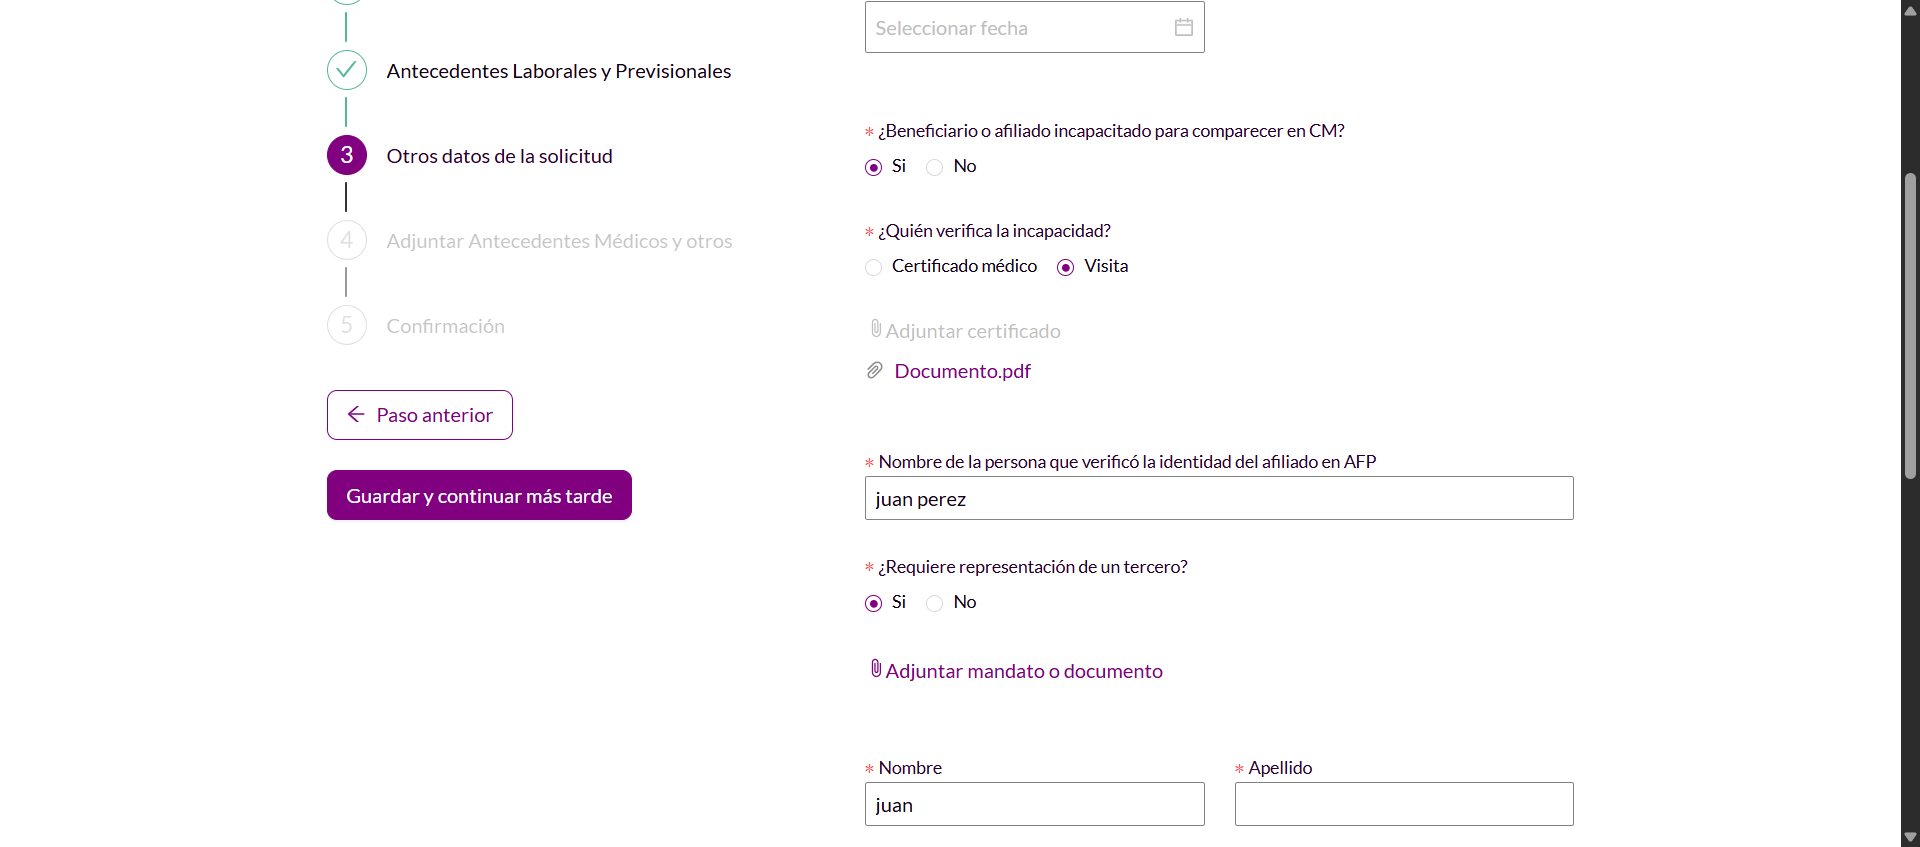 Antecedentes Laborales y Previsionales
3
Otros datos de la solicitud
4
Adjuntar Antecedentes Médicos y otros
5
Confirmación
Paso anterior
Guardar y continuar más tarde
Seleccionar fecha
* ¿Beneficiario o afiliado incapacitado para comparecer en CM?
Si No
* ¿Quién verifica la incapacidad?
Certificado médico Visita
Adjuntar certificado
Documento.pdf
* Nombre de la persona que verificó la identidad del afiliado en AFP
juan perez
* ¿Requiere representación de un tercero?
Si No
Adjuntar mandato o documento
* Nombre
juan
* Apellido